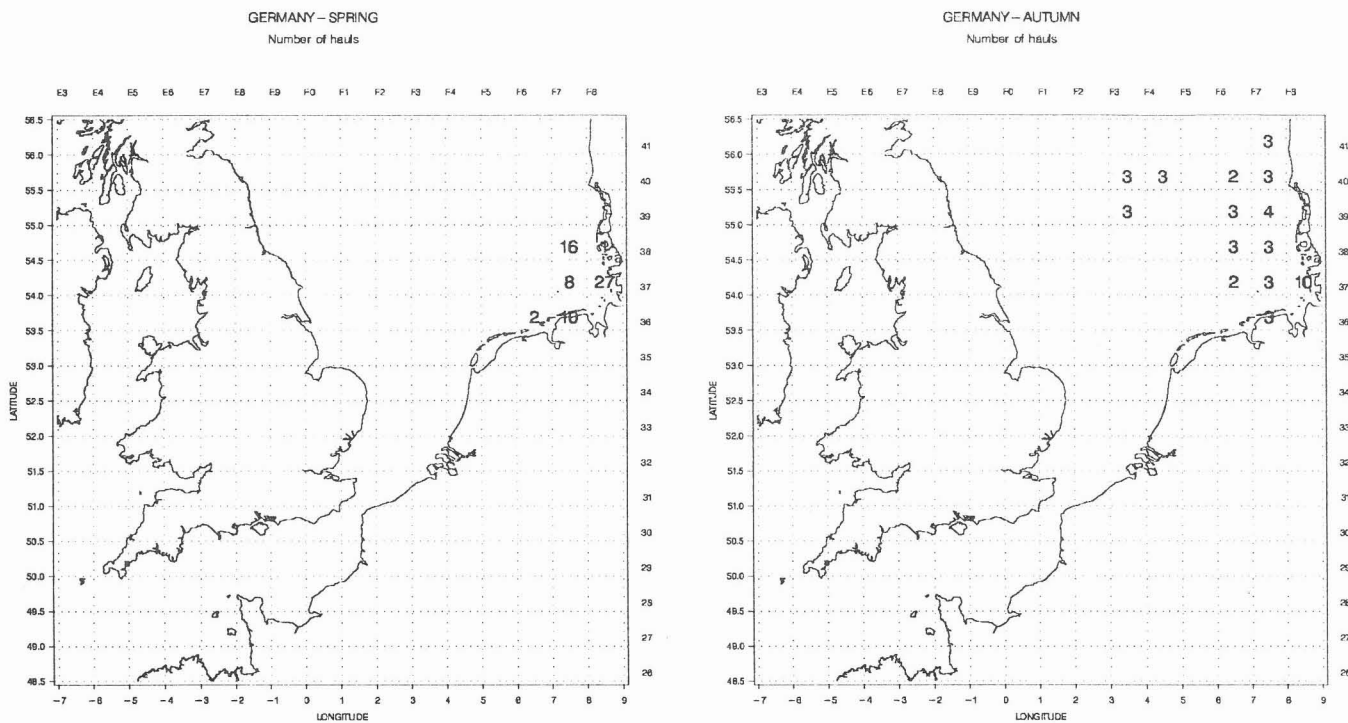 GERMANY – SPRING
Number of hauls
E3 E4 E5 E6 E7 E8 E9 F0 F1 F2 F3 F4 F5 F6 F7 F8
56.5
56.0 41
55.5 40
55.0 39
54.5 16 38
54.0 8 27 37
53.5 2 36
53.0 35
52.5 34
52.0 33
51.5 32
51.0 31
50.5 30
50.0 29
49.5 28
49.0 27
48.5 26
LATITUDE
-7 -6 -5 -4 -3 -2 -1 0 1 2 3 4 5 6 7 8 9
LONGITUDE
GERMANY – AUTUMN
Number of hauls
E3 E4 E5 E6 E7 E8 E9 F0 F1 F2 F3 F4 F5 F6 F7
56.5
56.0 3 41
55.5 3 3 2 3 40
55.0 3 3 4 39
54.5 3 3 38
54.0 2 3 10 37
53.5 3 36
53.0 35
52.5 34
52.0 33
51.5 32
51.0 31
50.5 30
50.0 29
49.5 28
49.0 27
48.5 26
LATITUDE
-7 -6 -5 -4 -3 -2 -1 0 1 2 3 4 5 6 7 8 9
LONGITUDE